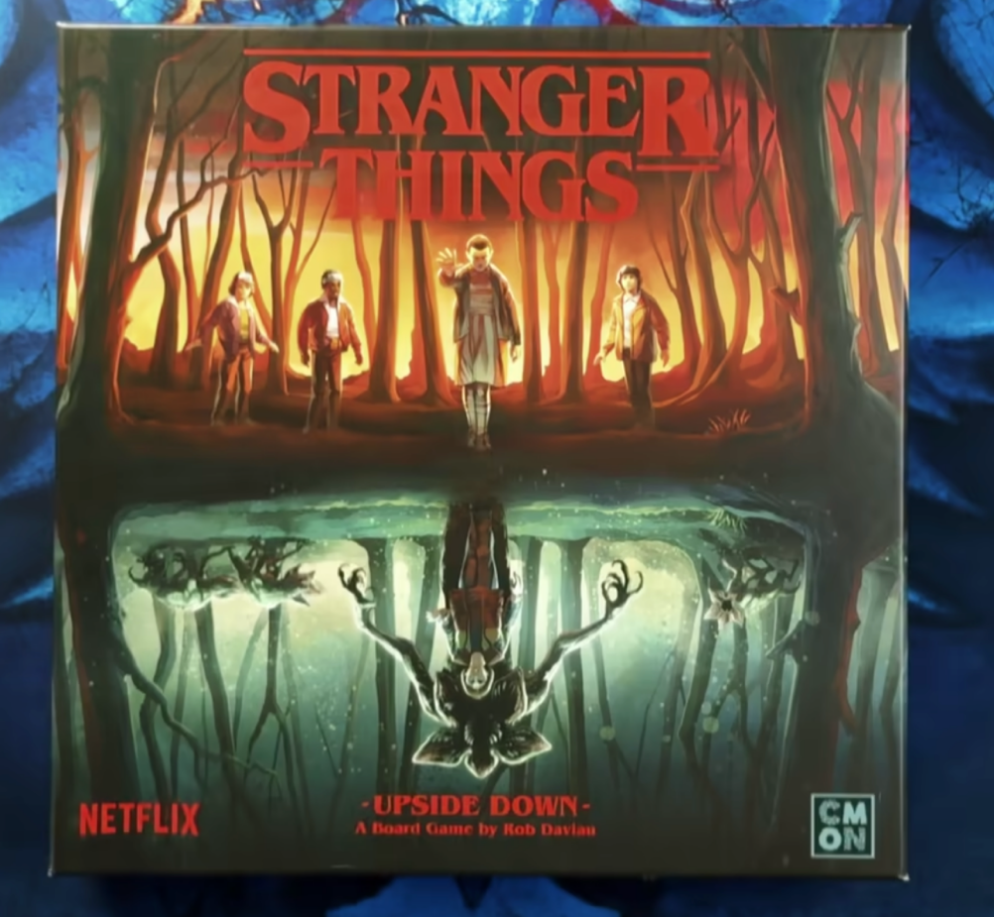 STRANGER
THINGS
NETFLIX
- UPSIDE DOWN -
A Board Game by Rob Daviau
CM
ON